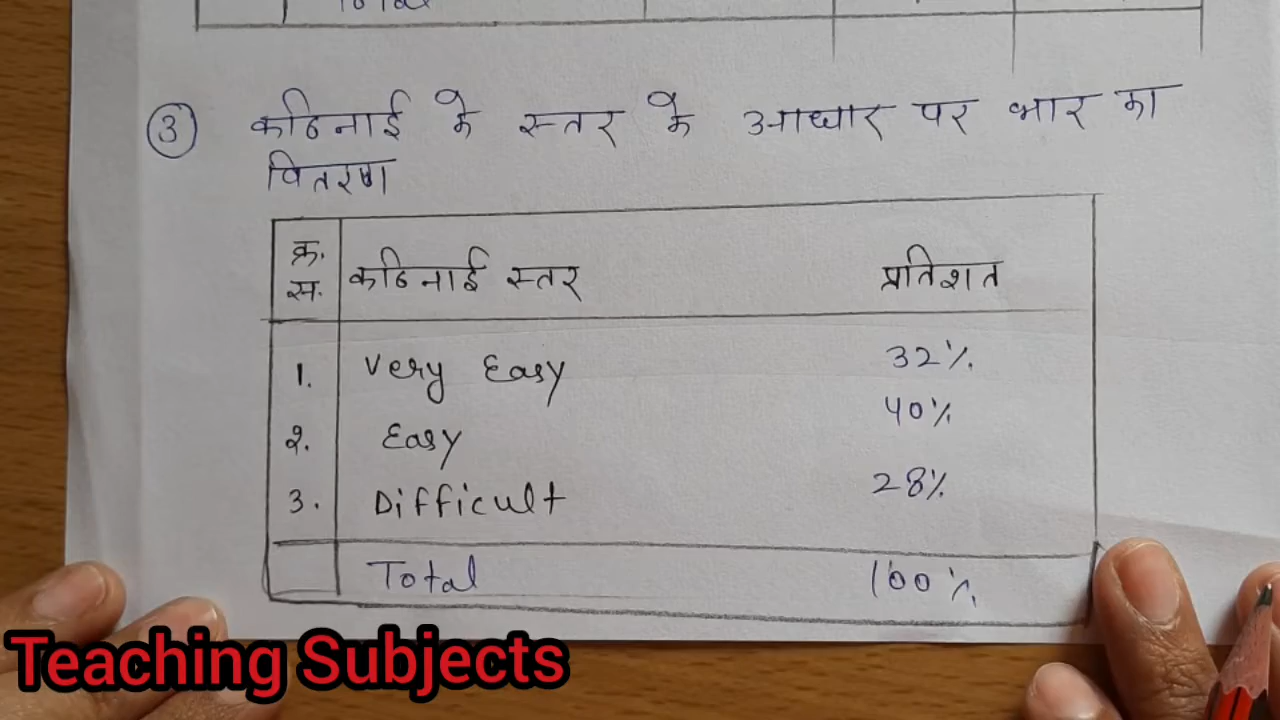 Total
③ कठिनाई के स्तर के आधार पर भार का
वितरण
क्र. स. कठिनाई स्तर प्रतिशत
1. Very Easy 32%
2. Easy 40%
3. Difficult 28%
Total 100%
Teaching Subjects